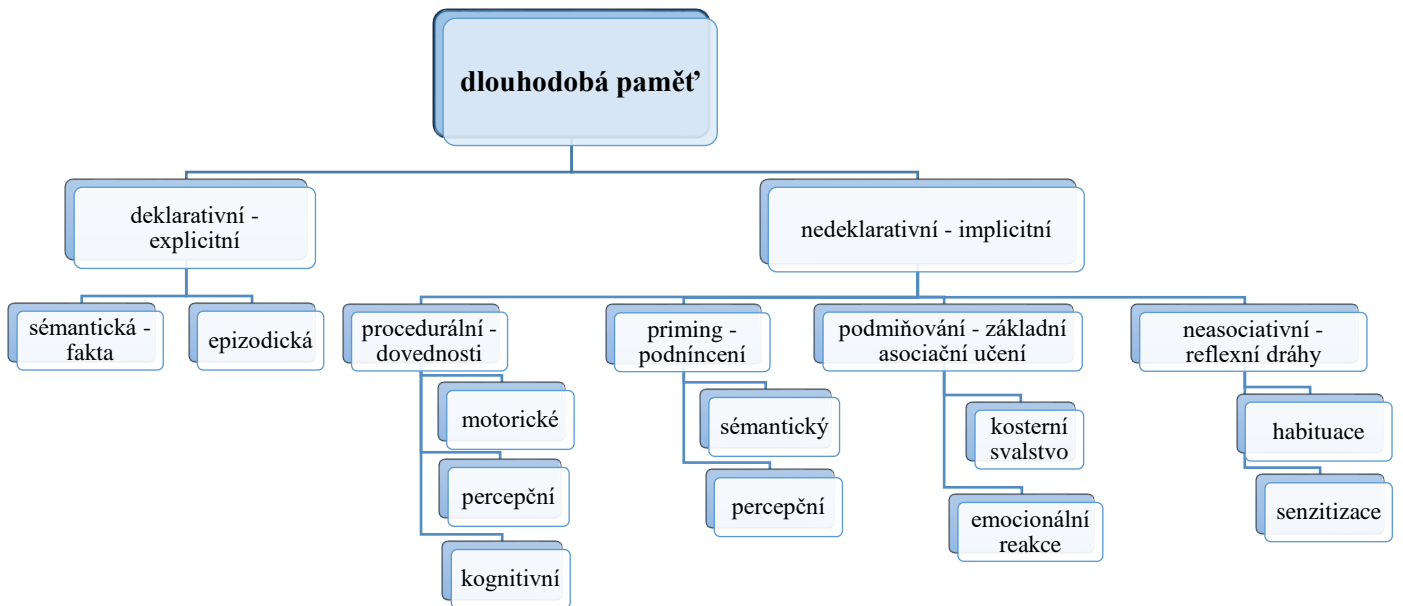 dlouhodobá paměť
deklarativní -
explicitní
nedeklarativní - implicitní
sémantická -
fakta
epizodická
procedurální -
dovednosti
priming -
podníncení
podmiňování - základní
asociační učení
neasociativní -
reflexní dráhy
motorické
percepční
kognitivní
sémantický
percepční
kosterní
svalstvo
emocionální
reakce
habituace
senzitizace